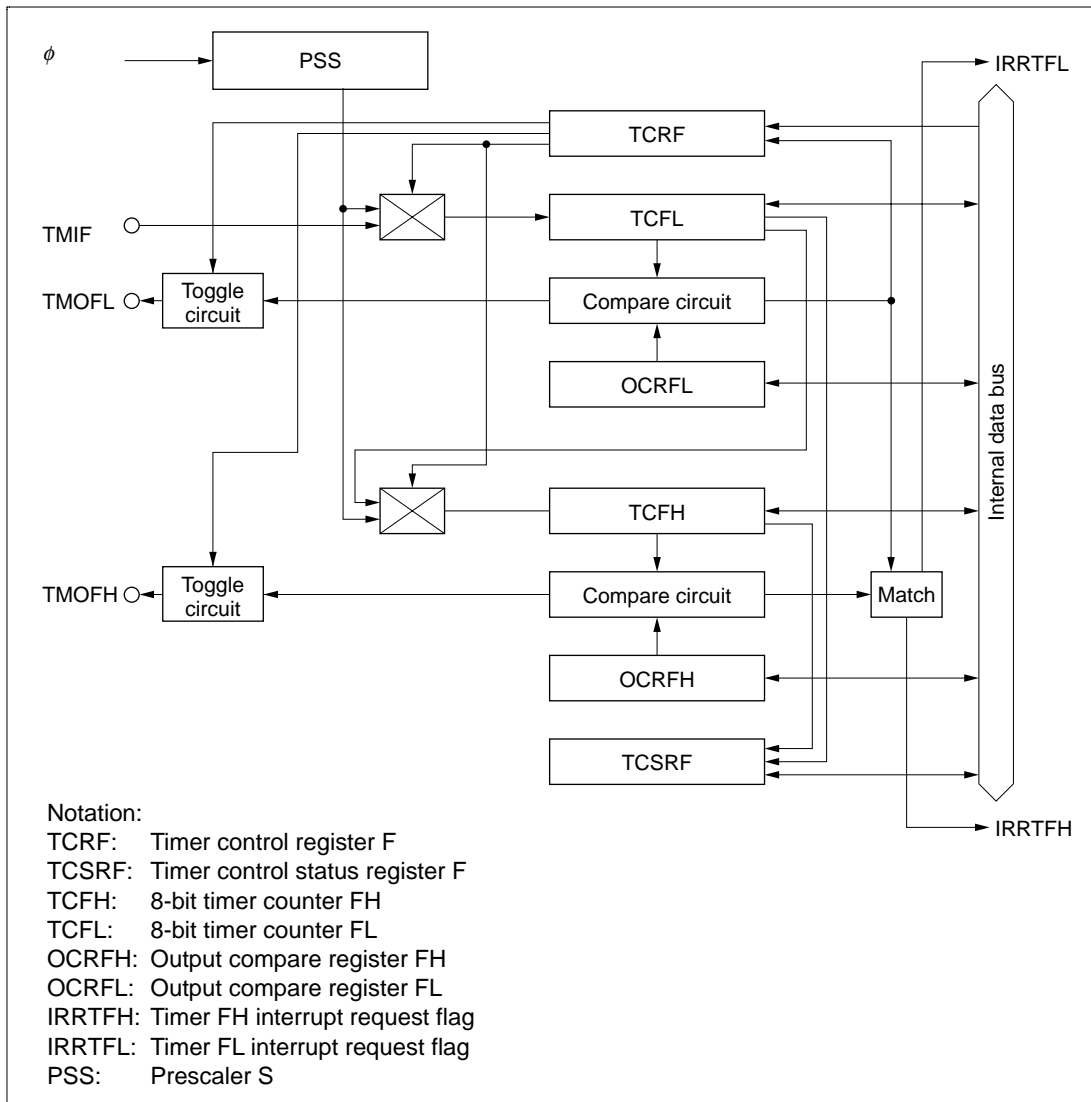 ϕ
PSS
IRRTFL
TCRF
TMIF
TCFL
TMOFL
Toggle
circuit
Compare circuit
OCRFL
Internal data bus
TCFH
TMOFH
Toggle
circuit
Compare circuit
Match
OCRFH
TCSRF
IRRTFH
Notation:
TCRF: Timer control register F
TCSRF: Timer control status register F
TCFH: 8-bit timer counter FH
TCFL: 8-bit timer counter FL
OCRFH: Output compare register FH
OCRFL: Output compare register FL
IRRTFH: Timer FH interrupt request flag
IRRTFL: Timer FL interrupt request flag
PSS: Prescaler S